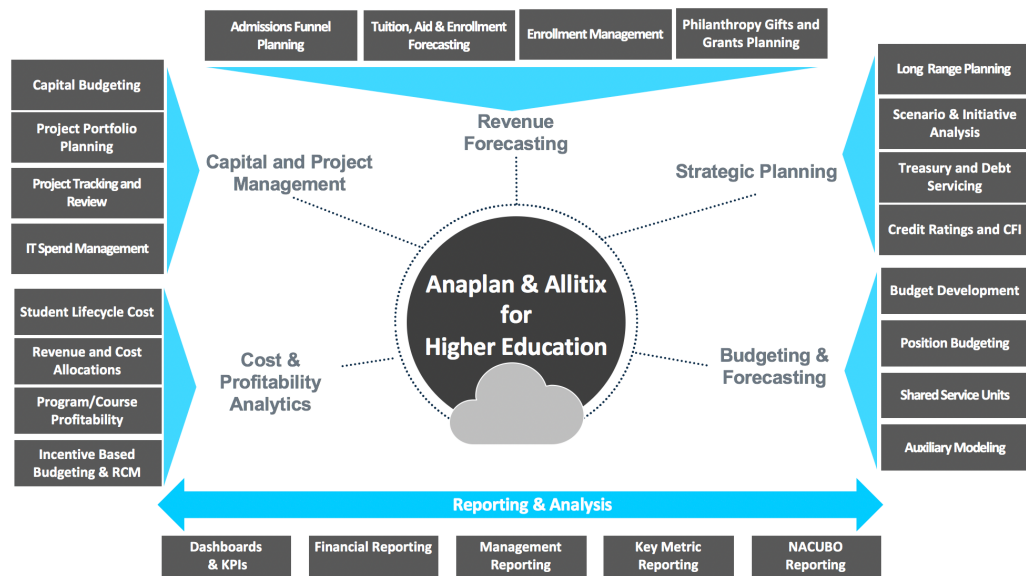 Admissions Funnel
Planning
Tuition, Aid & Enrollment
Forecasting
Enrollment Management
Philanthropy Gifts and
Grants Planning
Capital Budgeting
Project Portfolio
Planning
Project Tracking and
Review
IT Spend Management
Capital and Project
Management
Revenue
Forecasting
Strategic Planning
Long Range Planning
Scenario & Initiative
Analysis
Treasury and Debt
Servicing
Credit Ratings and CFI
Anaplan & Allitix
for
Higher Education
Student Lifecycle Cost
Revenue and Cost
Allocations
Program/Course
Profitability
Incentive Based
Budgeting & RCM
Cost &
Profitability
Analytics
Budgeting &
Forecasting
Budget Development
Position Budgeting
Shared Service Units
Auxiliary Modeling
Reporting & Analysis
Dashboards
& KPIs
Financial Reporting
Management
Reporting
Key Metric
Reporting
NACUBO
Reporting